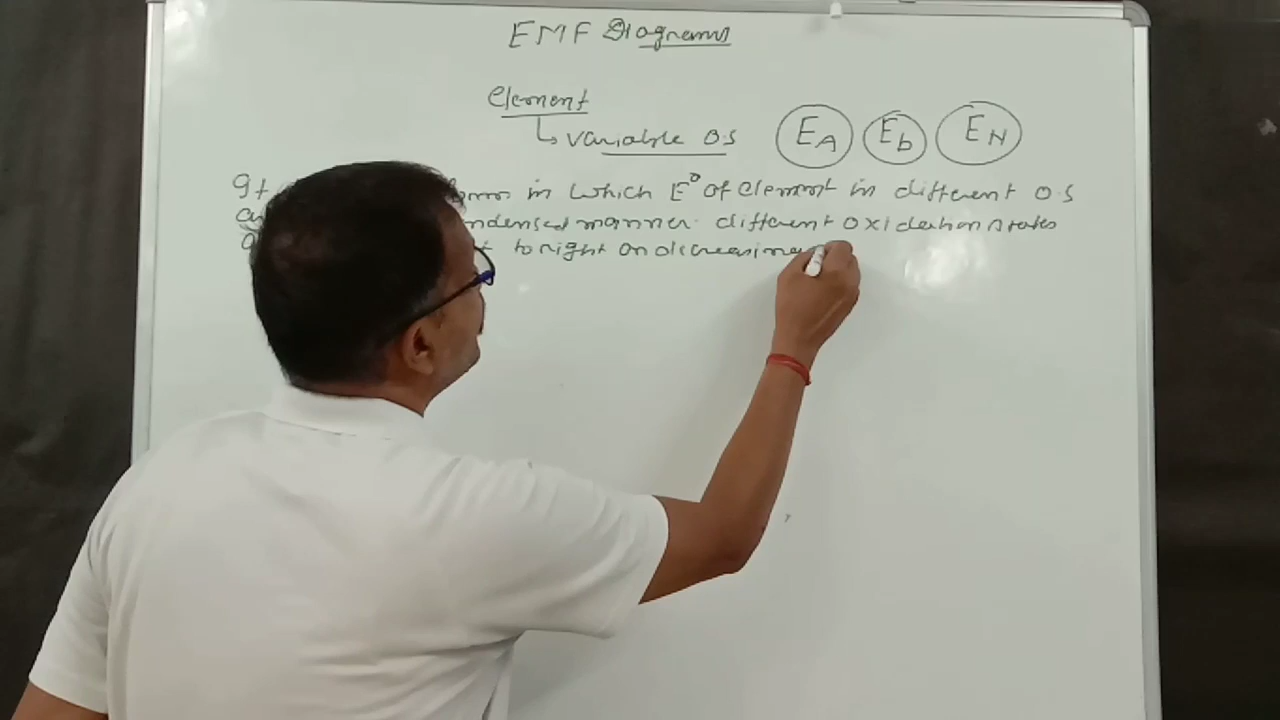 EMF Diagrams
Element
↳ variable O.S EA Eb EN
It in which E° of element in different O.S
manner. different oxidation states
to right on decreasing